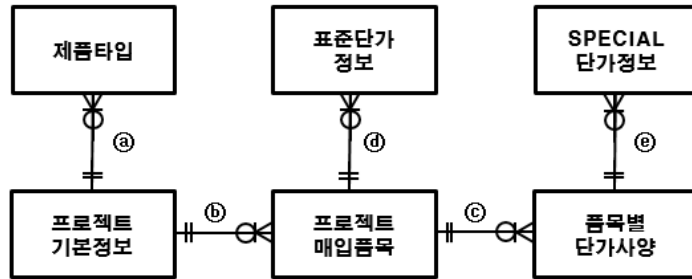 제품타입
표준단가
정보
SPECIAL
단가정보
ⓐ
ⓓ
ⓔ
프로젝트
기본정보
ⓑ
프로젝트
매입품목
ⓒ
품목별
단가사양